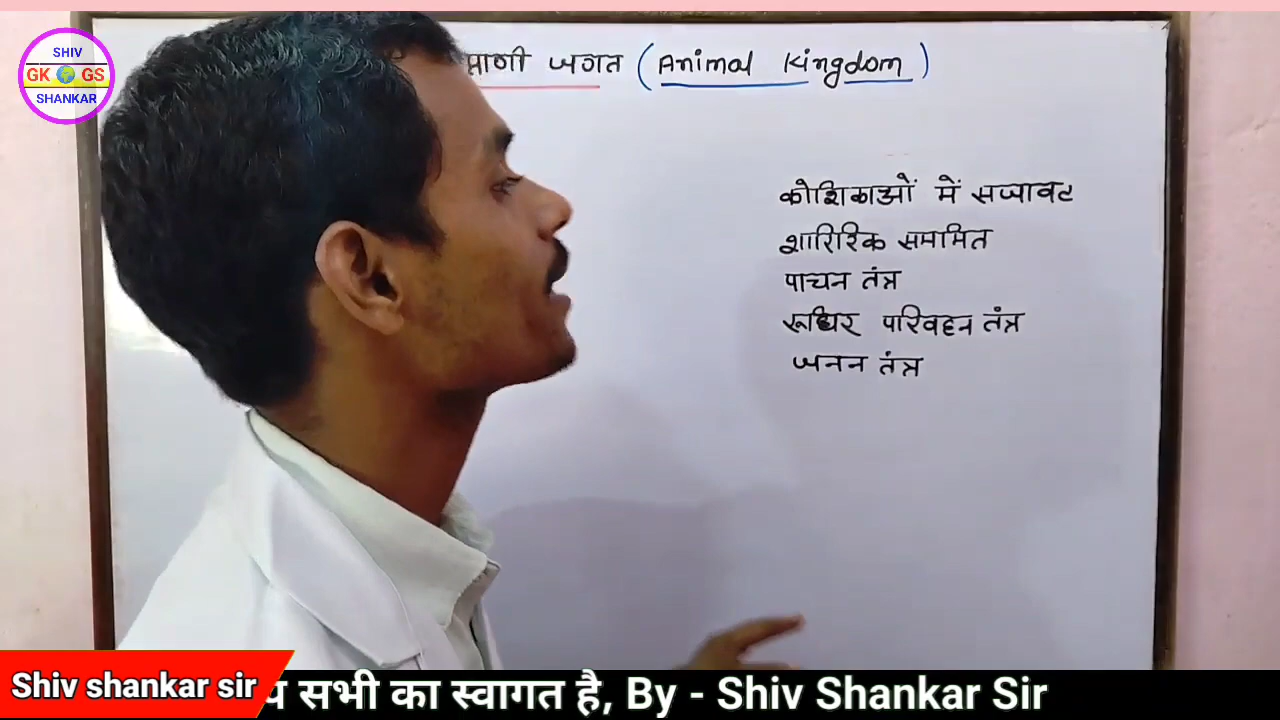 SHIV
GK GS
SHANKAR
प्राणी जगत (Animal Kingdom)
कोशिकाओं में सजावट
शारिरिक सममित
पाचन तंत्र
रूधिर परिवहन तंत्र
जनन तंत्र
Shiv shankar sir
सभी का स्वागत है, By - Shiv Shankar Sir